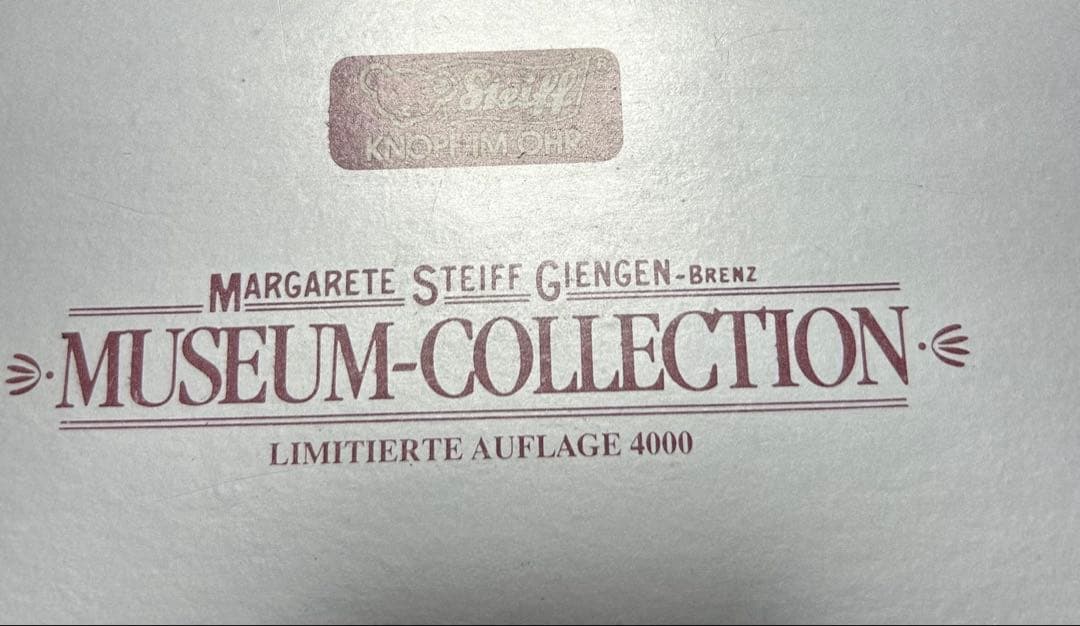 Steiff®
KNOPF IM OHR
MARGARETE STEIFF GIENGEN-BRENZ
MUSEUM-COLLECTION
LIMITIERTE AUFLAGE 4000